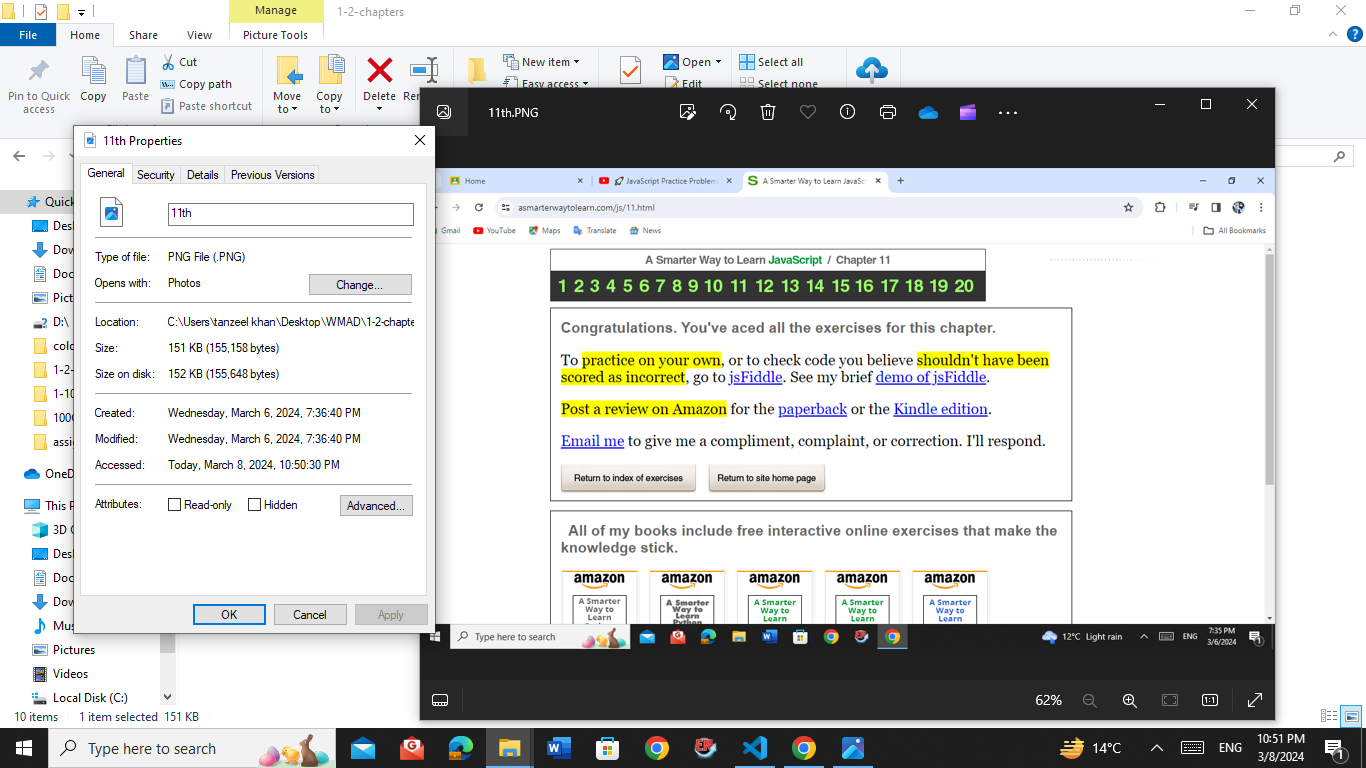 Manage
1-2-chapters
File
Home
Share
View
Picture Tools
Pin to Quick access
Copy
Paste
Cut
Copy path
Paste shortcut
Move to
Copy to
Delete
New item
Easy access
Open
Edit
Select all
Select none
11th.PNG
11th Properties
General
Security
Details
Previous Versions
11th
Type of file: PNG File (.PNG)
Opens with: Photos
Change...
Location: C:\Users\tanzeel khan\Desktop\WMAD\1-2-chapte
Size: 151 KB (155,158 bytes)
Size on disk: 152 KB (155,648 bytes)
Created: Wednesday, March 6, 2024, 7:36:40 PM
Modified: Wednesday, March 6, 2024, 7:36:40 PM
Accessed: Today, March 8, 2024, 10:50:30 PM
Attributes: Read-only Hidden
Advanced...
OK
Cancel
Apply
Quick
D:\
1-2-
1-10
OneD
This P
3D
Pictures
Videos
Local Disk (C:)
10 items
1 item selected 151 KB
Home
JavaScript Practice Problem
A Smarter Way to Learn JavaSc
asmarterwaytolearn.com/js/11.html
Gmail
YouTube
Maps
Translate
News
All Bookmarks
A Smarter Way to Learn JavaScript / Chapter 11
1 2 3 4 5 6 7 8 9 10 11 12 13 14 15 16 17 18 19 20
Congratulations. You've aced all the exercises for this chapter.
To practice on your own, or to check code you believe shouldn't have been
scored as incorrect, go to jsFiddle. See my brief demo of jsFiddle.
Post a review on Amazon for the paperback or the Kindle edition.
Email me to give me a compliment, complaint, or correction. I'll respond.
Return to index of exercises
Return to site home page
All of my books include free interactive online exercises that make the
knowledge stick.
amazon amazon amazon amazon amazon
A Smarter Way to Learn
A Smarter Way to Learn Python
A Smarter Way to Learn
A Smarter Way to Learn
A Smarter Way to Learn
Type here to search
12°C Light rain
ENG
7:35 PM
3/6/2024
1
62%
1:1
Type here to search
14°C
ENG
10:51 PM
3/8/2024
1